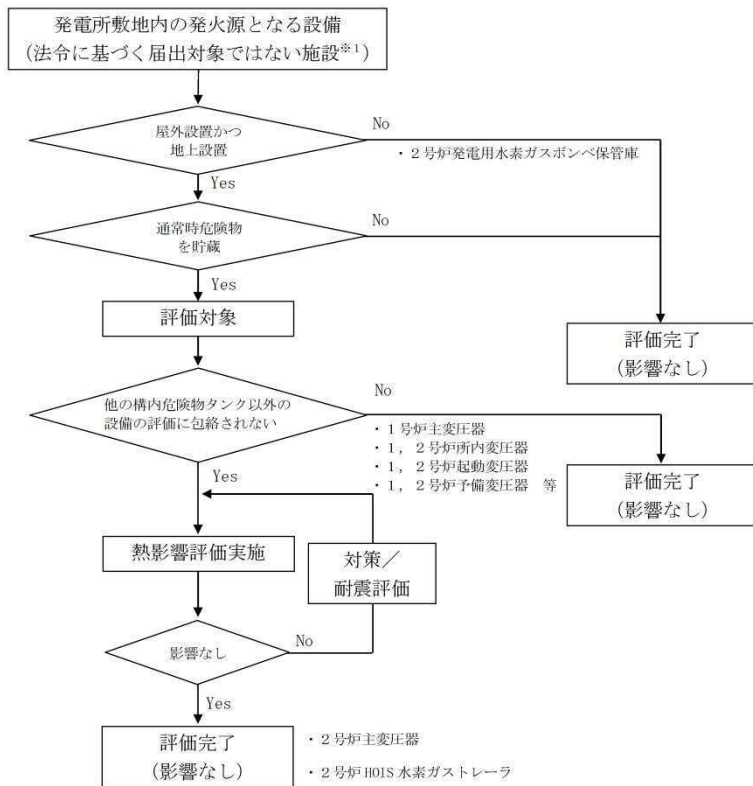 発電所敷地内の発火源となる設備
(法令に基づく届出対象ではない施設※1)
屋外設置かつ
地上設置
No
・2号炉発電用水素ガスボンベ保管庫
Yes
通常時危険物
を貯蔵
No
Yes
評価対象
評価完了
(影響なし)
他の構内危険物タンク以外の
設備の評価に包絡されない
No
・1号炉主変圧器
・1,2号炉所内変圧器
・1,2号炉起動変圧器
・1,2号炉予備変圧器 等
評価完了
(影響なし)
Yes
熱影響評価実施
対策/
耐震評価
影響なし
No
Yes
評価完了
(影響なし)
・2号炉主変圧器
・2号炉HOIS水素ガストレーラ